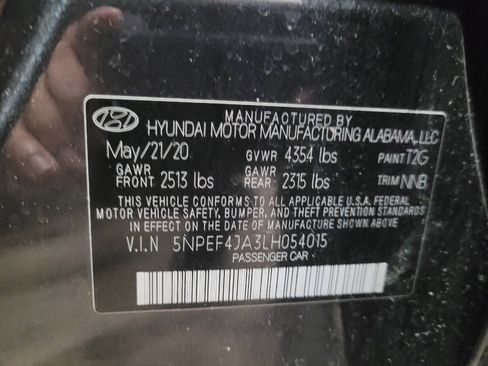 MANUFACTURED BY
HYUNDAI MOTOR MANUFACTURING ALABAMA, LLC
May/21/20 GVWR 4354 lbs PAINT T2G
GAWR FRONT 2513 lbs GAWR REAR 2315 lbs TRIM NNB
THIS VEHICLE CONFORMS TO ALL APPLICABLE U.S.A. FEDERAL
MOTOR VEHICLE SAFETY, BUMPER, AND THEFT PREVENTION STANDARDS
IN EFFECT ON THE DATE OF MANUFACTURE SHOWN ABOVE.
V.I.N 5NPEF4JA3LH054015
PASSENGER CAR